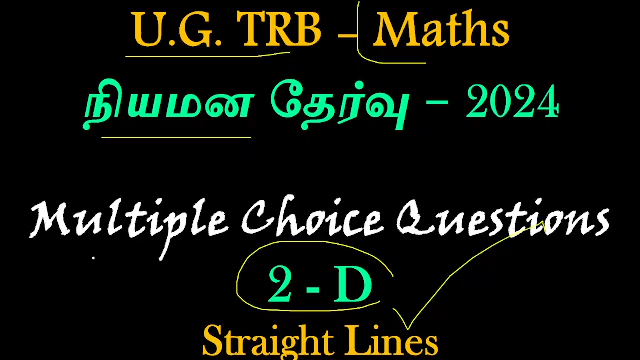 U.G. TRB – Maths
நியமன தேர்வு – 2024
Multiple Choice Questions
2 - D
Straight Lines